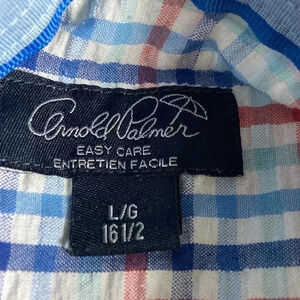 Arnold Palmer
EASY CARE
ENTRETIEN FACILE
L/G
16 1/2